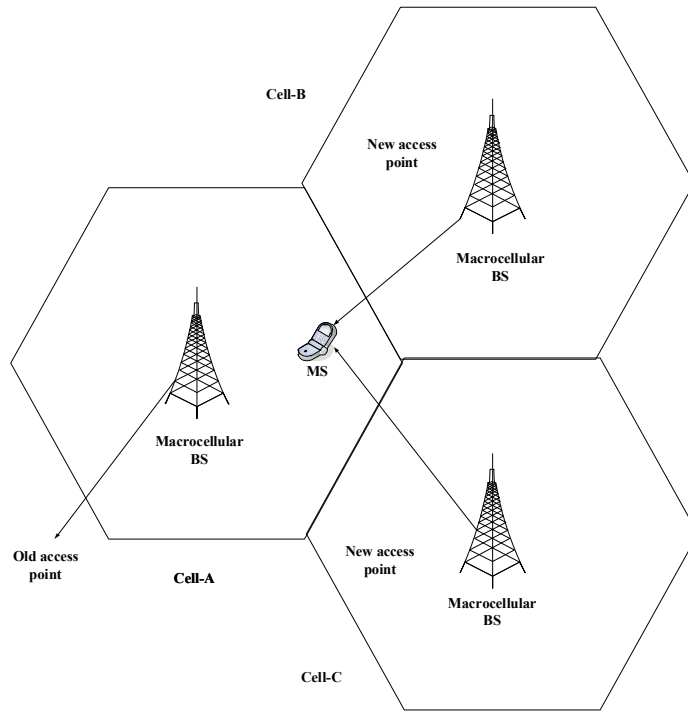 Cell-B
New access
point
Macrocellular
BS
MS
Macrocellular
BS
Old access
point
Cell-A
New access
point
Macrocellular
BS
Cell-C